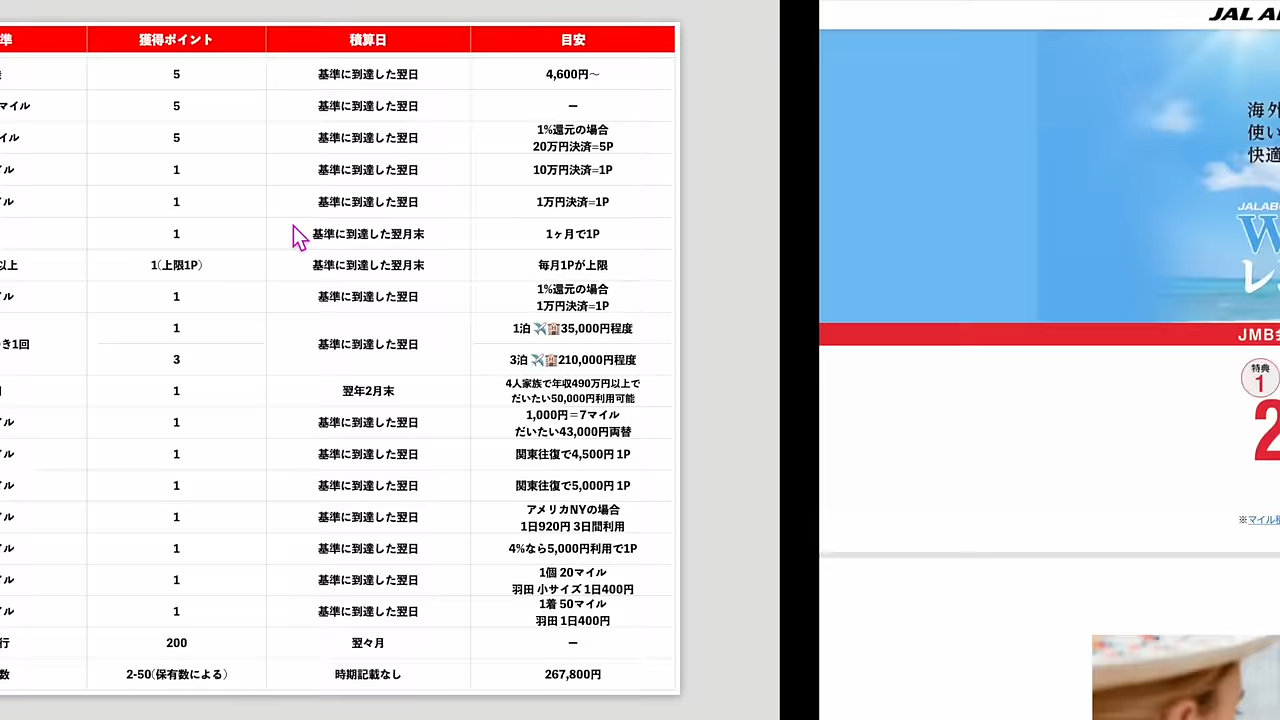 準 獲得ポイント 積算日 目安
5 基準に到達した翌日 4,600円～
マイル 5 基準に到達した翌日 ー
イル 5 基準に到達した翌日 1%還元の場合
20万円決済=5P
イル 1 基準に到達した翌日 10万円決済=1P
イル 1 基準に到達した翌日 1万円決済=1P
1 基準に到達した翌月末 1ヶ月で1P
以上 1(上限1P) 基準に到達した翌月末 毎月1Pが上限
イル 1 基準に到達した翌日 1%還元の場合
1万円決済=1P
1 1泊✈️🏨35,000円程度
き1回 基準に到達した翌日
3 3泊✈️🏨210,000円程度
1 翌年2月末 4人家族で年収490万円以上で
だいたい50,000円利用可能
イル 1 基準に到達した翌日 1,000円＝7マイル
だいたい43,000円両替
イル 1 基準に到達した翌日 関東往復で4,500円 1P
イル 1 基準に到達した翌日 関東往復で5,000円 1P
イル 1 基準に到達した翌日 アメリカNYの場合
1日920円 3日間利用
イル 1 基準に到達した翌日 4%なら5,000円利用で1P
イル 1 基準に到達した翌日 1個 20マイル
羽田 小サイズ 1日400円
イル 1 基準に到達した翌日 1着 50マイル
羽田 1日400円
行 200 翌々月 ー
数 2-50(保有数による) 時期記載なし 267,800円
JAL A
海外
使い
快適
JALAB
W
レ
JMB会
特典
1
2
※マイル積